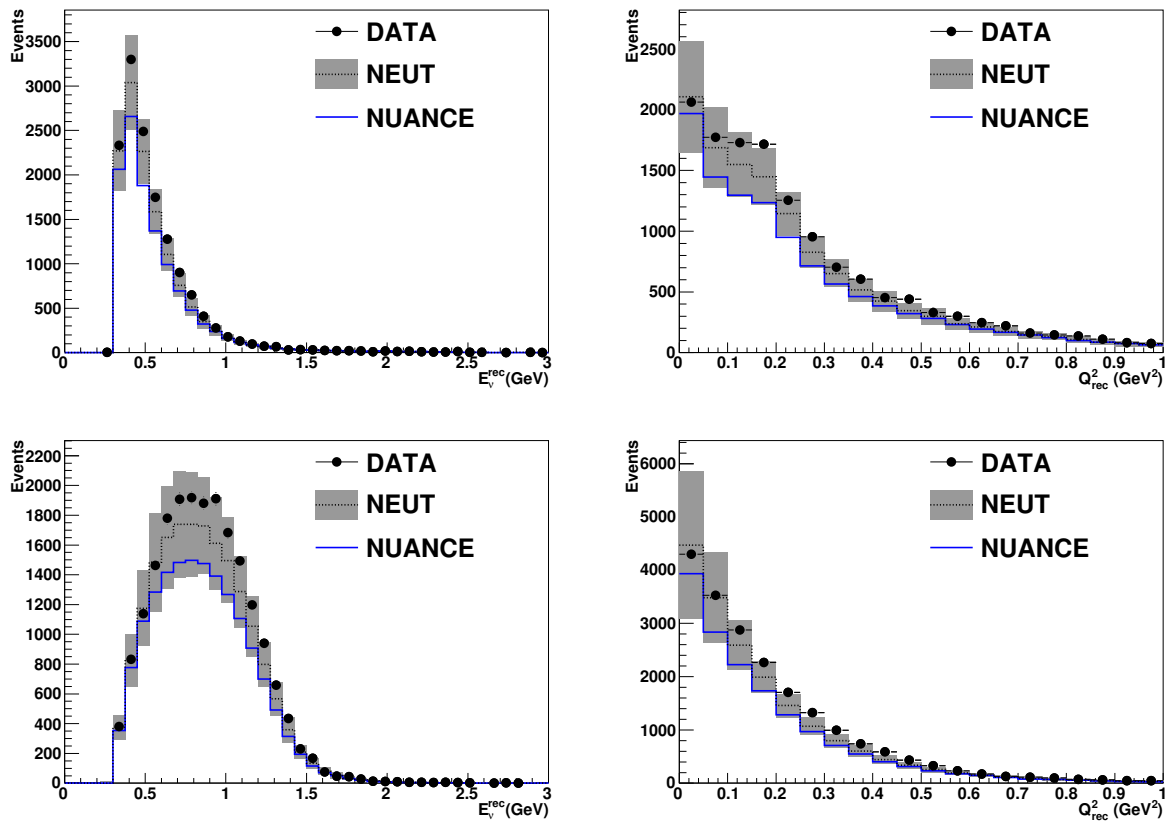 Events
3500
3000
2500
2000
1500
1000
500
0
0 0.5 1 1.5 2 2.5 3
E_ν^rec(GeV)
DATA
NEUT
NUANCE
Events
2500
2000
1500
1000
500
0
0 0.1 0.2 0.3 0.4 0.5 0.6 0.7 0.8 0.9 1
Q²_rec (GeV²)
DATA
NEUT
NUANCE
Events
2200
2000
1800
1600
1400
1200
1000
800
600
400
200
0
0 0.5 1 1.5 2 2.5 3
E_ν^rec(GeV)
DATA
NEUT
NUANCE
Events
6000
5000
4000
3000
2000
1000
0
0 0.1 0.2 0.3 0.4 0.5 0.6 0.7 0.8 0.9 1
Q²_rec (GeV²)
DATA
NEUT
NUANCE